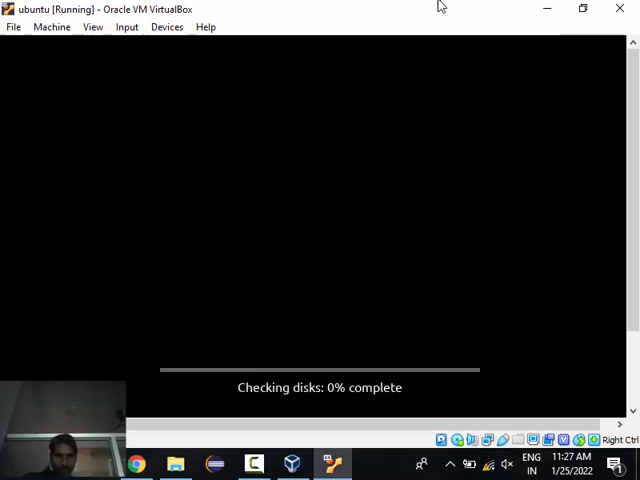 ubuntu [Running] - Oracle VM VirtualBox
File Machine View Input Devices Help
Checking disks: 0% complete
Right Ctrl
ENG 11:27 AM
IN 1/25/2022 1